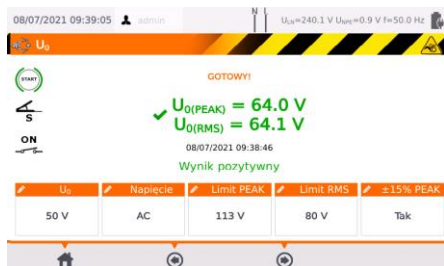 08/07/2021 09:39:05 admin N L U_LN=240.1 V U_NPE=0.9 V f=50.0 Hz
U₀
START GOTOWY!
S
ON
U₀(PEAK) = 64.0 V
U₀(RMS) = 64.1 V
08/07/2021 09:38:46
Wynik pozytywny
U₀ Napięcie Limit PEAK Limit RMS ±15% PEAK
50 V AC 113 V 80 V Tak